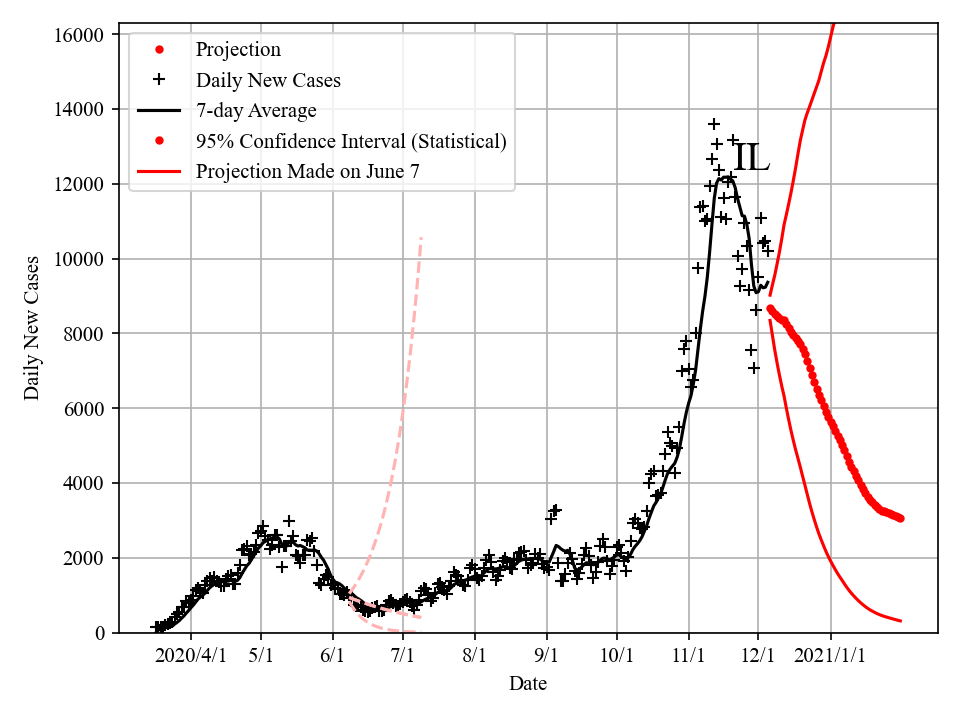 16000
14000
12000
10000
8000
6000
4000
2000
0
Daily New Cases
Projection
Daily New Cases
7-day Average
95% Confidence Interval (Statistical)
Projection Made on June 7
IL
2020/4/1 5/1 6/1 7/1 8/1 9/1 10/1 11/1 12/1 2021/1/1
Date